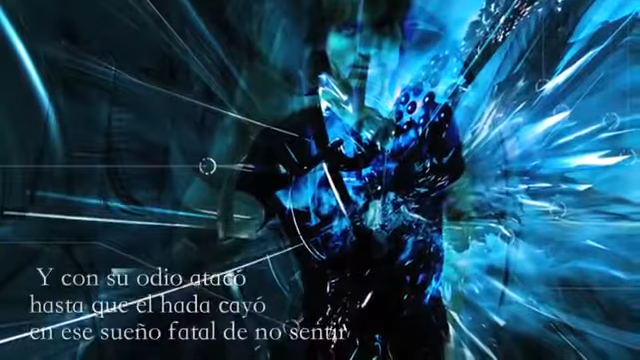 Y con su odio atacó
hasta que el hada cayó
en ese sueño fatal de no sentir